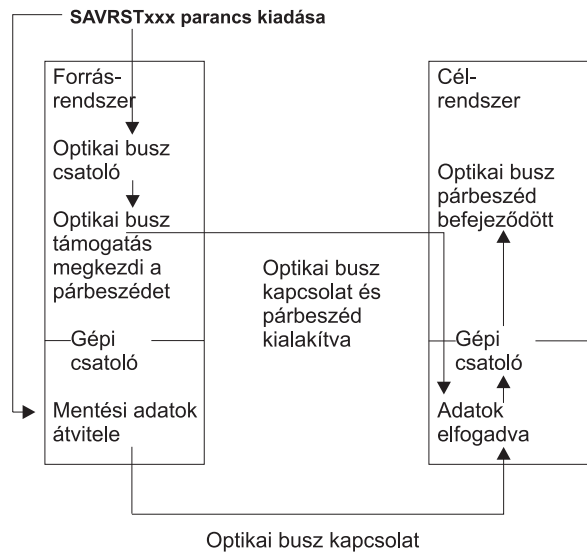 SAVRSTxxx parancs kiadása
Forrás-
rendszer
Optikai busz
csatoló
Optikai busz
támogatás
megkezdi a
párbeszédet
Gépi
csatoló
Mentési adatok
átvitele
Optikai busz
kapcsolat és
párbeszéd
kialakítva
Cél-
rendszer
Optikai busz
párbeszéd
befejeződött
Gépi
csatoló
Adatok
elfogadva
Optikai busz kapcsolat